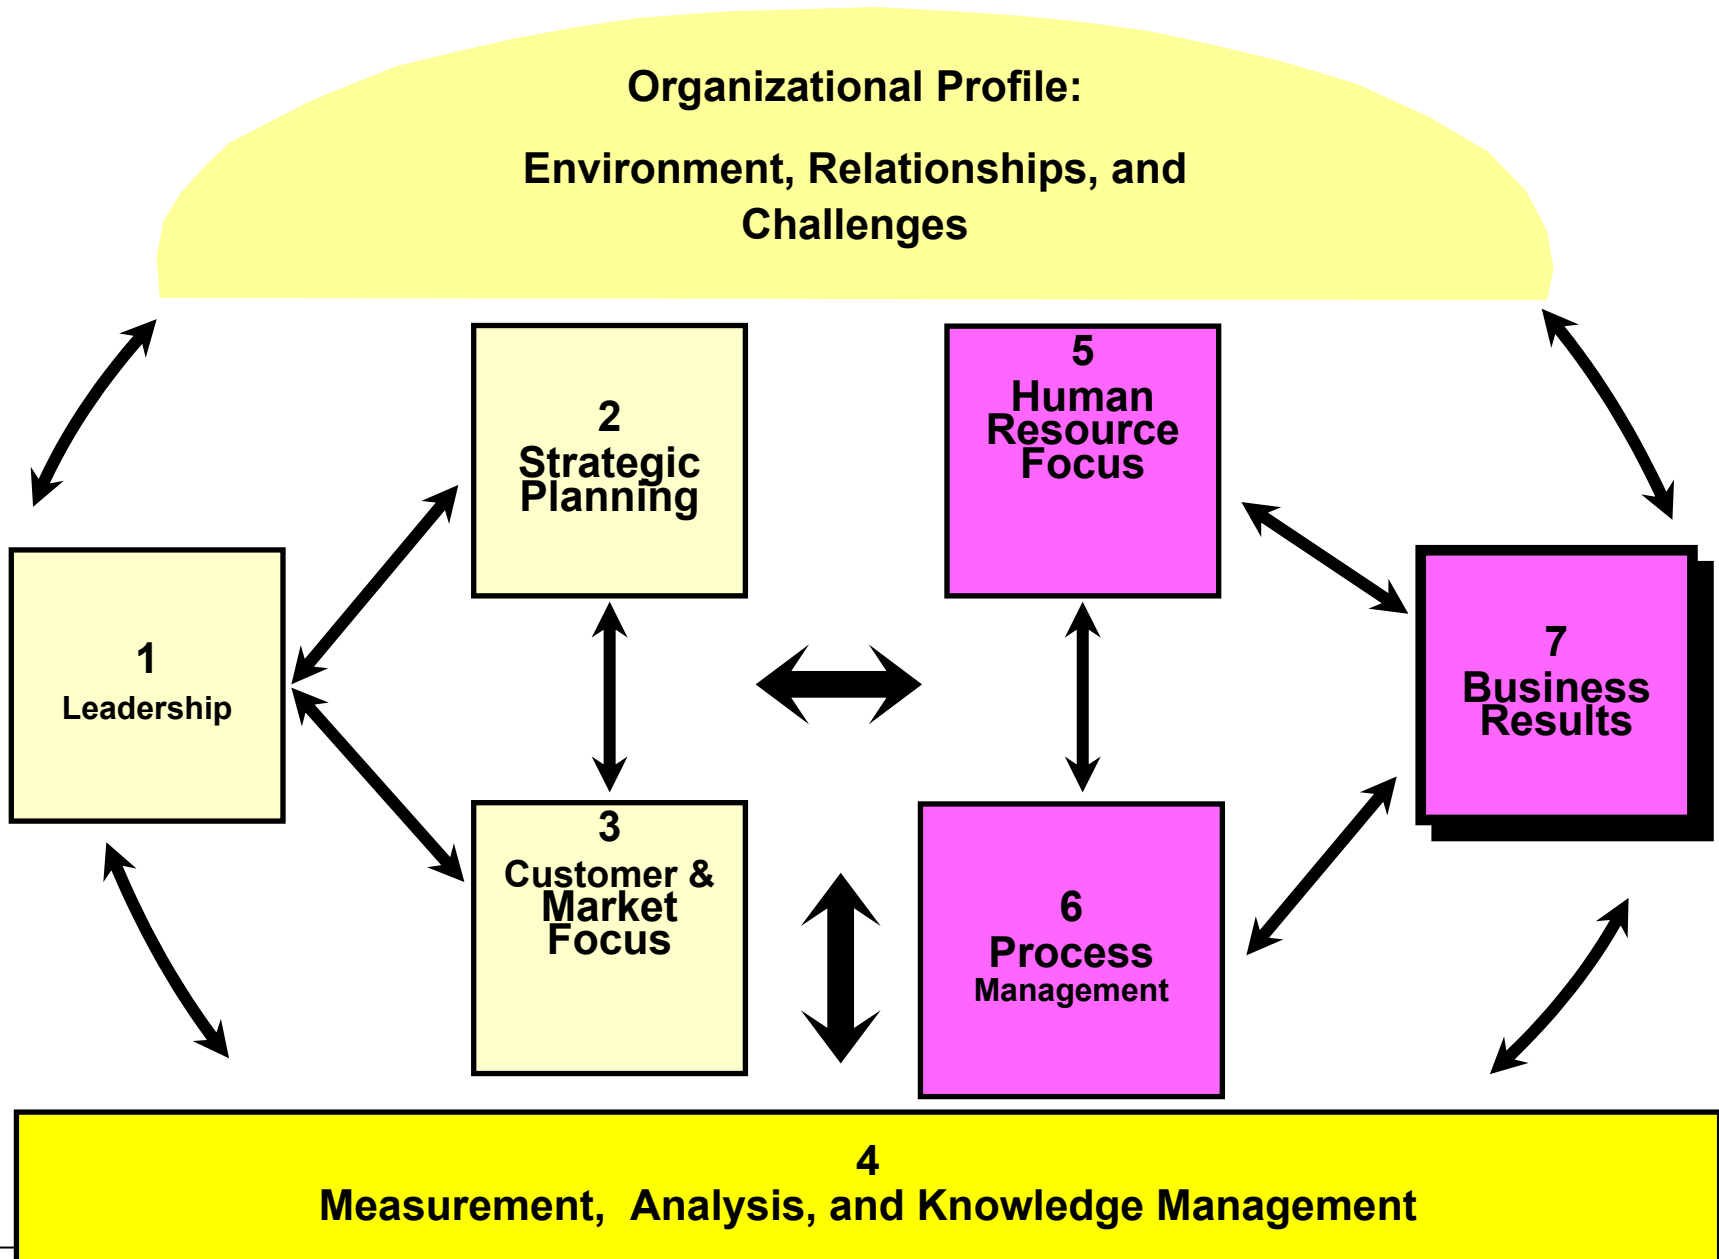 Organizational Profile:
Environment, Relationships, and
Challenges
2
Strategic
Planning
5
Human
Resource
Focus
1
Leadership
7
Business
Results
3
Customer &
Market
Focus
6
Process
Management
4
Measurement,  Analysis, and Knowledge Management